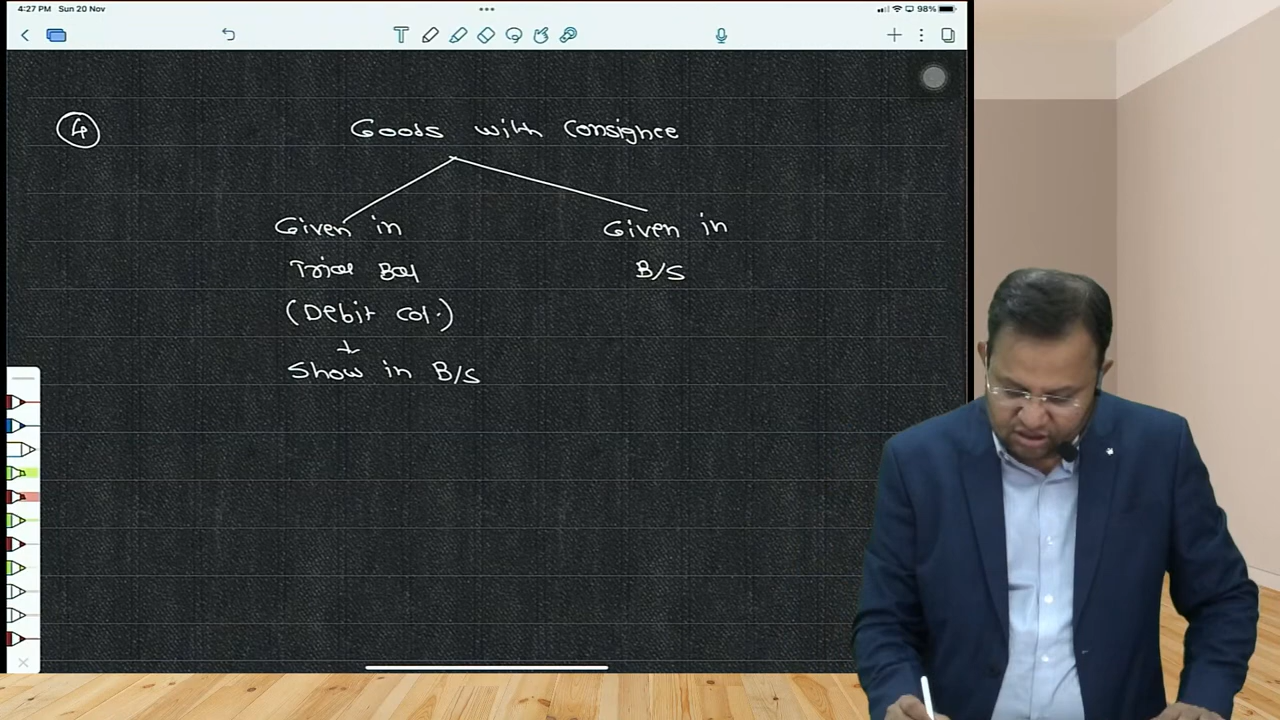 4:27 PM Sun 20 Nov
98%
4
Goods with Consignee
Given in
Trial Bal
(Debit Col.)
Show in B/S
Given in
B/S